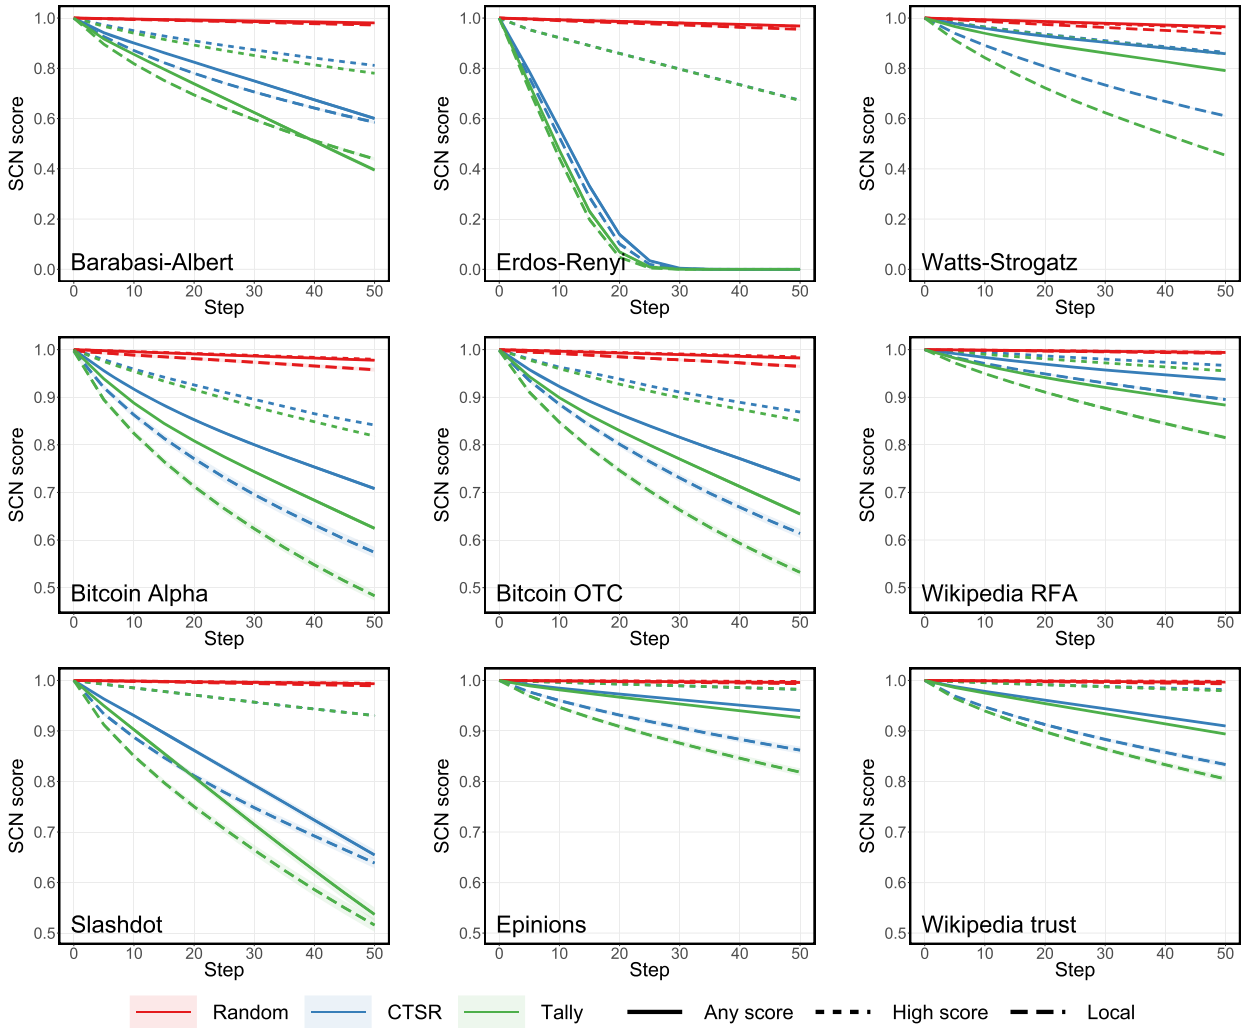 1.0
0.8
0.6
0.4
0.2
0.0
SCN score
Barabasi-Albert
0 10 20 30 40 50
Step
1.0
0.8
0.6
0.4
0.2
0.0
SCN score
Erdos-Renyi
0 10 20 30 40 50
Step
1.0
0.8
0.6
0.4
0.2
0.0
SCN score
Watts-Strogatz
0 10 20 30 40 50
Step
1.0
0.9
0.8
0.7
0.6
0.5
SCN score
Bitcoin Alpha
0 10 20 30 40 50
Step
1.0
0.9
0.8
0.7
0.6
0.5
SCN score
Bitcoin OTC
0 10 20 30 40 50
Step
1.0
0.9
0.8
0.7
0.6
0.5
SCN score
Wikipedia RFA
0 10 20 30 40 50
Step
1.0
0.9
0.8
0.7
0.6
0.5
SCN score
Slashdot
0 10 20 30 40 50
Step
1.0
0.9
0.8
0.7
0.6
0.5
SCN score
Epinions
0 10 20 30 40 50
Step
1.0
0.9
0.8
0.7
0.6
0.5
SCN score
Wikipedia trust
0 10 20 30 40 50
Step
Random CTSR Tally Any score High score Local